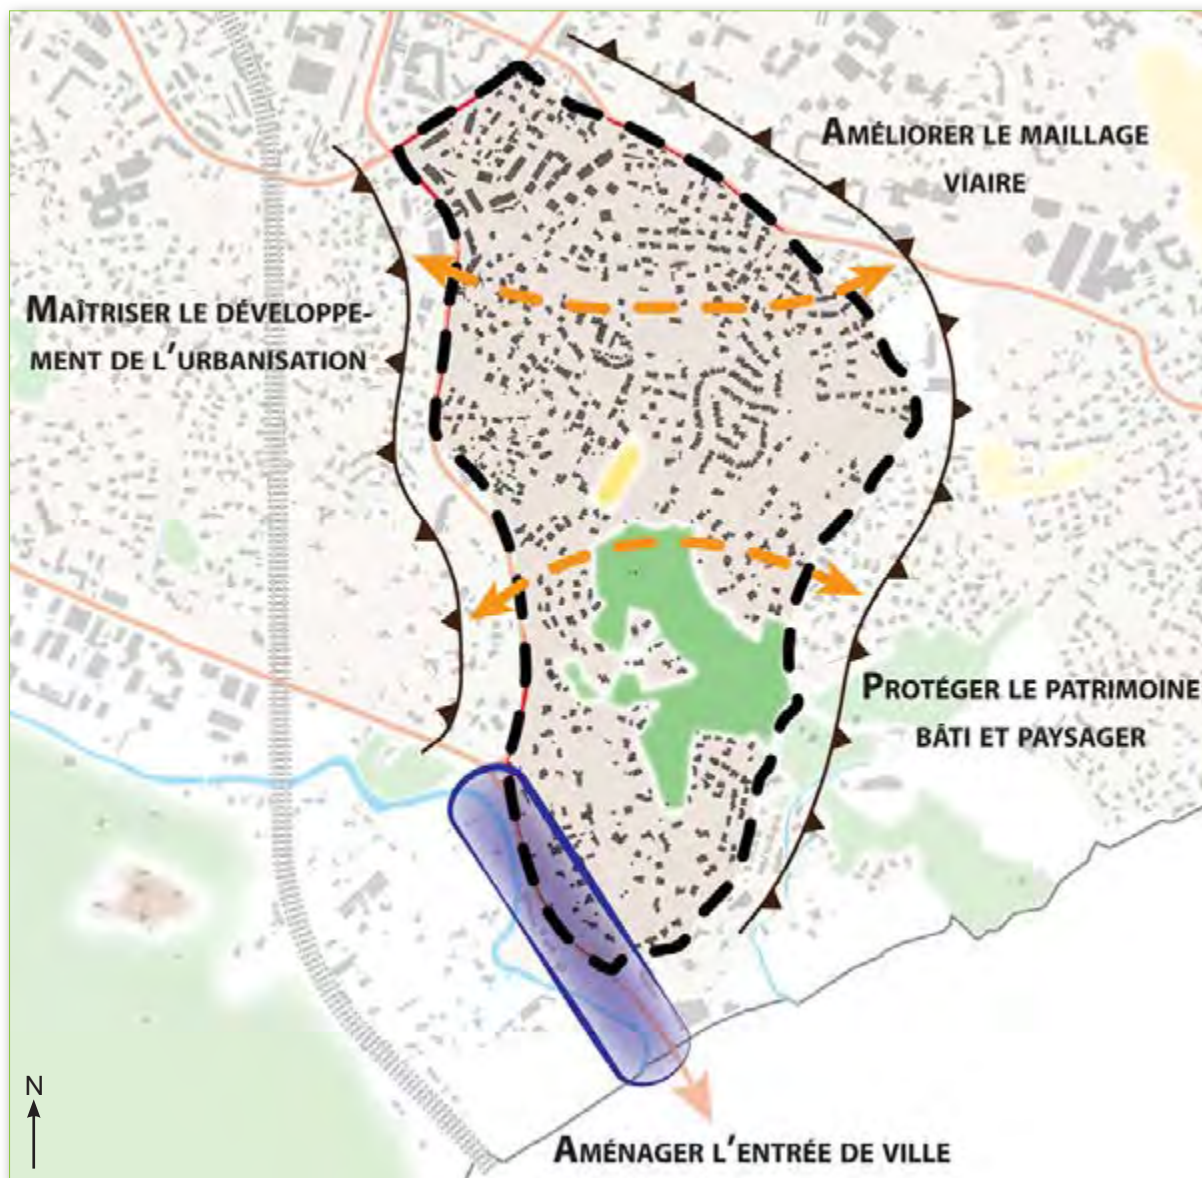 AMÉLIORER LE MAILLAGE
VIAIRE
MAÎTRISER LE DÉVELOPPE-
MENT DE L'URBANISATION
PROTÉGER LE PATRIMOINE
BÂTI ET PAYSAGER
N
AMÉNAGER L'ENTRÉE DE VILLE